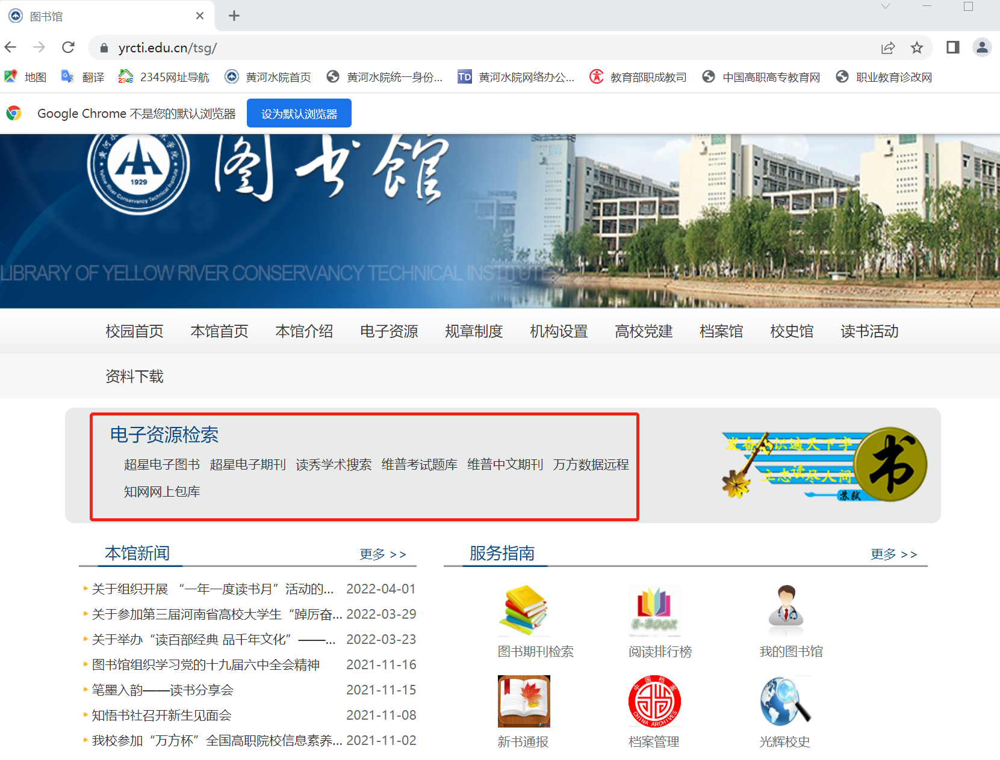 图书馆
yrcti.edu.cn/tsg/
地图 翻译 2345网址导航 黄河水院首页 黄河水院统一身份... TD 黄河水院网络办公... 教育部职成教司 中国高职高专教育网 职业教育诊改网
Google Chrome 不是您的默认浏览器 设为默认浏览器
图书馆
1929
Yellow River Conservancy Technical Institute
LIBRARY OF YELLOW RIVER CONSERVANCY TECHNICAL INSTITUTE
校园首页 本馆首页 本馆介绍 电子资源 规章制度 机构设置 高校党建 档案馆 校史馆 读书活动
资料下载
电子资源检索
超星电子图书 超星电子期刊 读秀学术搜索 维普考试题库 维普中文期刊 万方数据远程
知网网上包库
发奋识遍天下字
立志读尽人间书
苏轼
本馆新闻 更多 >>
关于组织开展 “一年一度读书月”活动的... 2022-04-01
关于参加第三届河南省高校大学生“踔厉奋... 2022-03-29
关于举办“读百部经典 品千年文化”——... 2022-03-23
图书馆组织学习党的十九届六中全会精神 2021-11-16
笔墨入韵——读书分享会 2021-11-15
知悟书社召开新生见面会 2021-11-08
我校参加“万方杯”全国高职院校信息素养... 2021-11-02
服务指南 更多 >>
E-BOOK
图书期刊检索 阅读排行榜 我的图书馆
中国档案
CHINA ARCHIVES
新书通报 档案管理 光辉校史